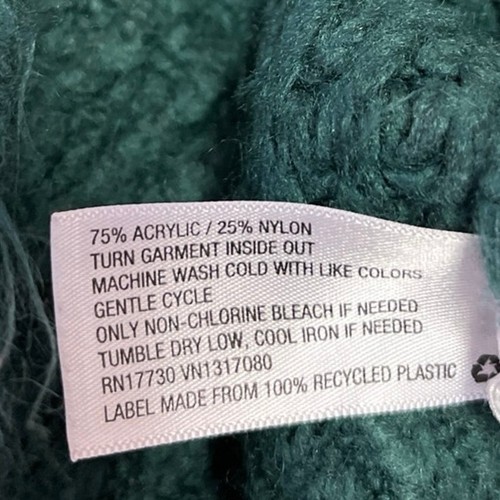 75% ACRYLIC / 25% NYLON
TURN GARMENT INSIDE OUT
MACHINE WASH COLD WITH LIKE COLORS
GENTLE CYCLE
ONLY NON-CHLORINE BLEACH IF NEEDED
TUMBLE DRY LOW, COOL IRON IF NEEDED
RN17730 VN1317080
LABEL MADE FROM 100% RECYCLED PLASTIC